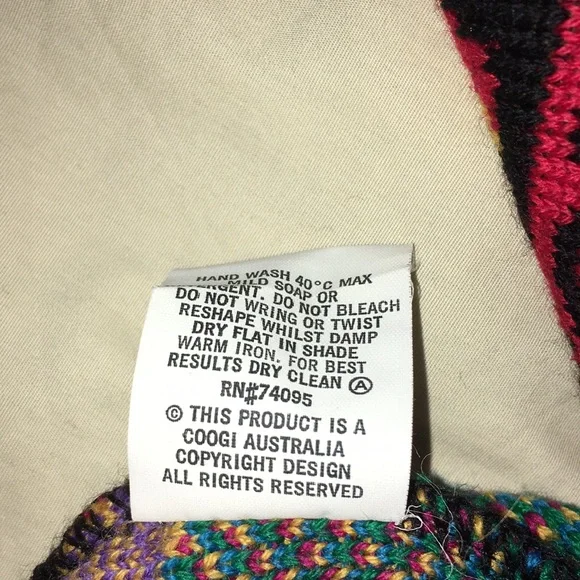 HAND WASH 40°C MAX
MILD SOAP OR
ERGENT. DO NOT BLEACH
DO NOT WRING OR TWIST
RESHAPE WHILST DAMP
DRY FLAT IN SHADE
WARM IRON. FOR BEST
RESULTS DRY CLEAN Ⓐ
RN#74095
© THIS PRODUCT IS A
COOGI AUSTRALIA
COPYRIGHT DESIGN
ALL RIGHTS RESERVED